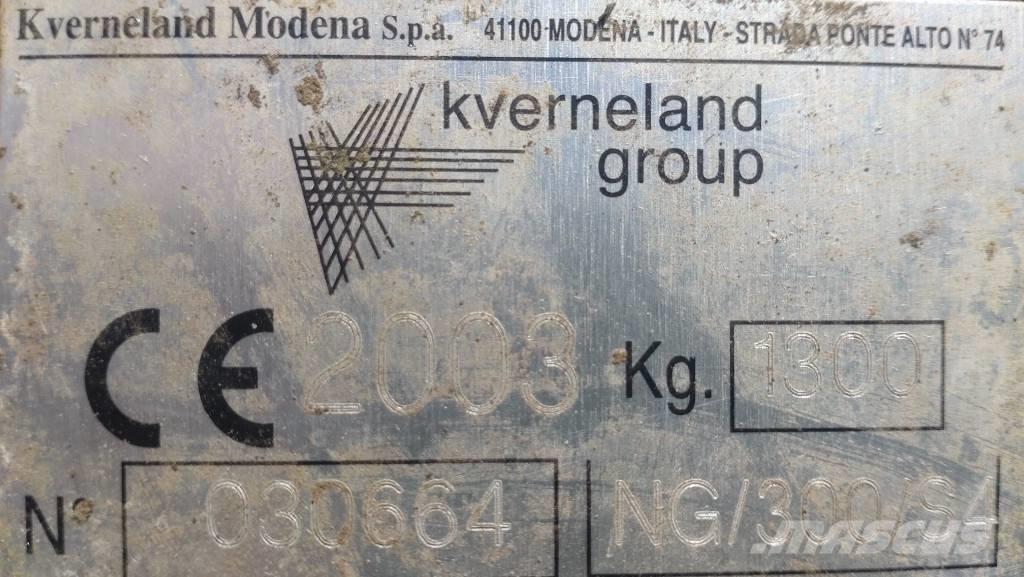 Kverneland Modena S.p.a. 41100-MODENA - ITALY - STRADA PONTE ALTO N° 74
kverneland
group
CE 2003 Kg. 1300
N° 030664 NG/300/S4
MASCUS